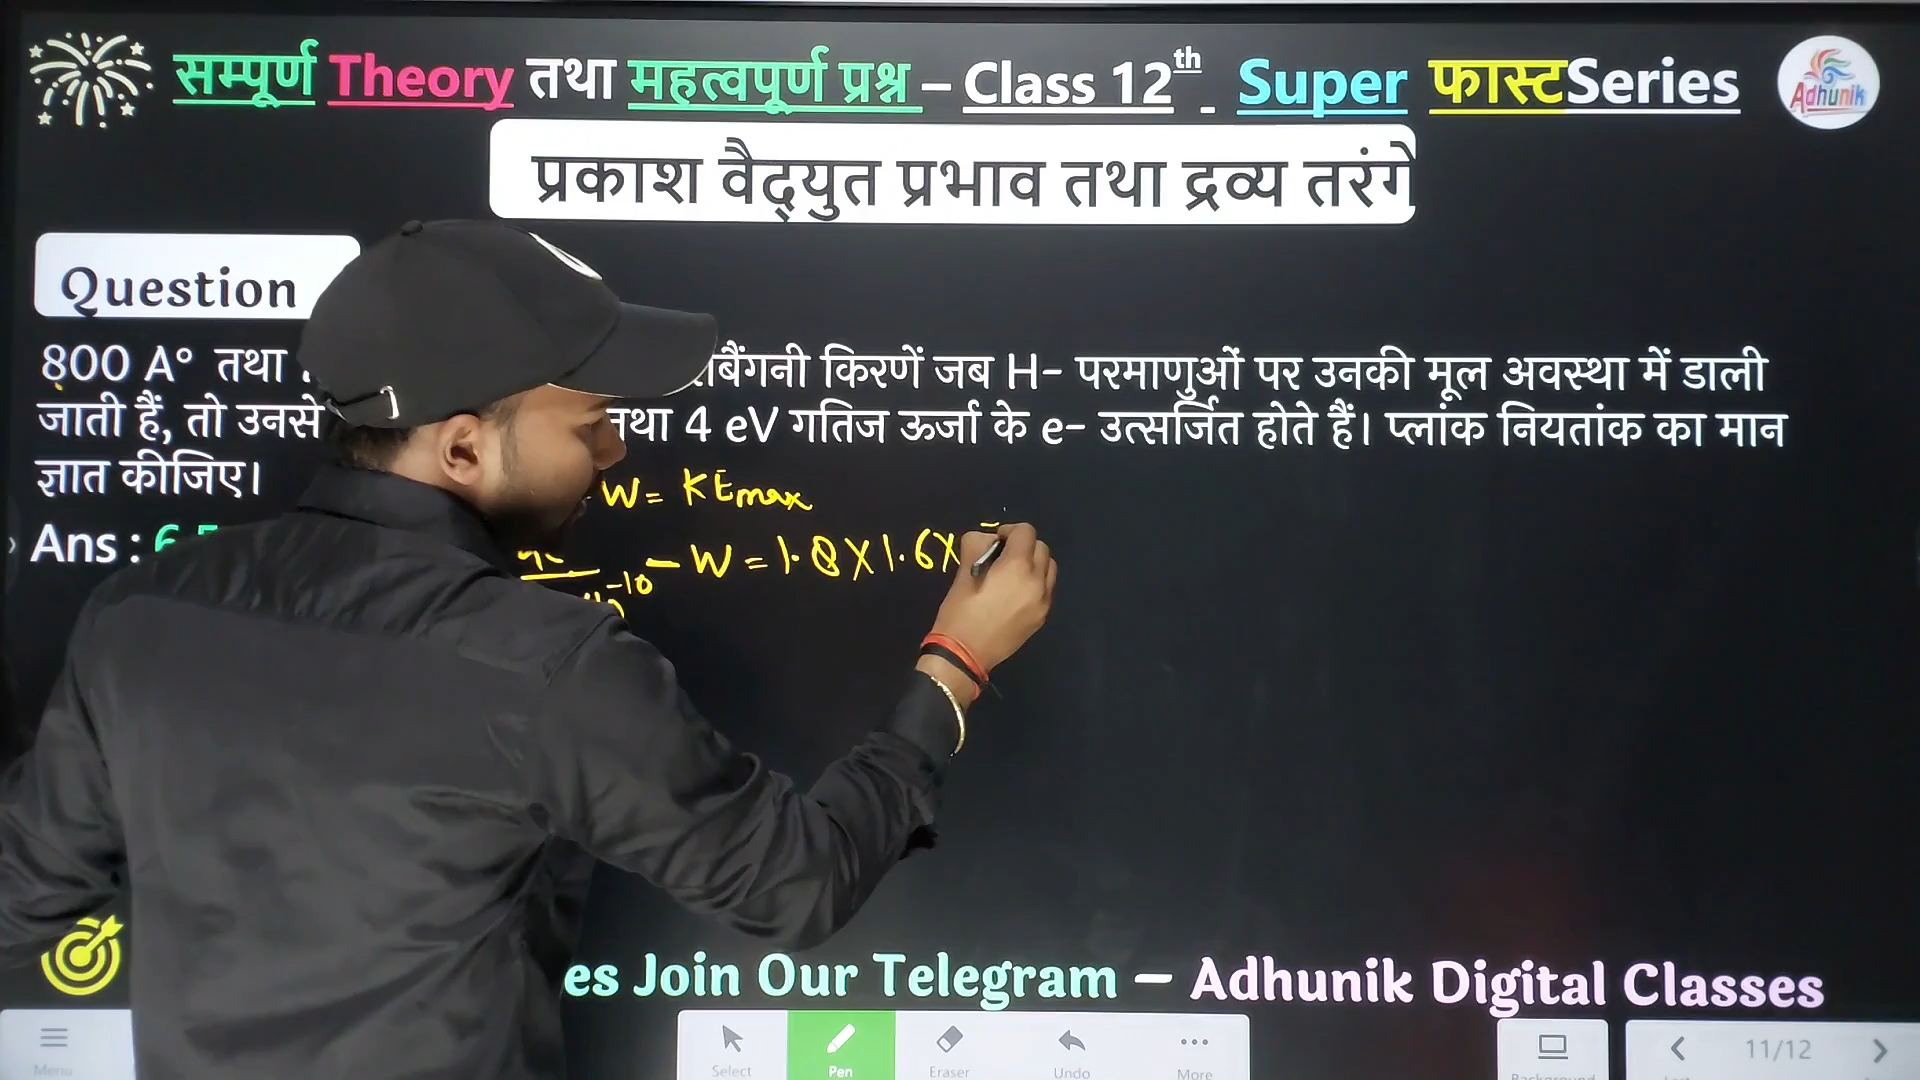 सम्पूर्ण Theory तथा महत्वपूर्ण प्रश्न – Class 12th - Super फास्टSeries
Adhunik
प्रकाश वैद्युत प्रभाव तथा द्रव्य तरंगे
Question
800 A° तथा किरणें जब H- परमाणुओं पर उनकी मूल अवस्था में डाली
जाती हैं, तो उनसे तथा 4 eV गतिज ऊर्जा के e- उत्सर्जित होते हैं। प्लांक नियतांक का मान
ज्ञात कीजिए।
W = KEmax
Ans :
-10 - W = 1.8 X 1.6 X
Join Our Telegram – Adhunik Digital Classes
Menu
Select
Pen
Eraser
Undo
More
11/12